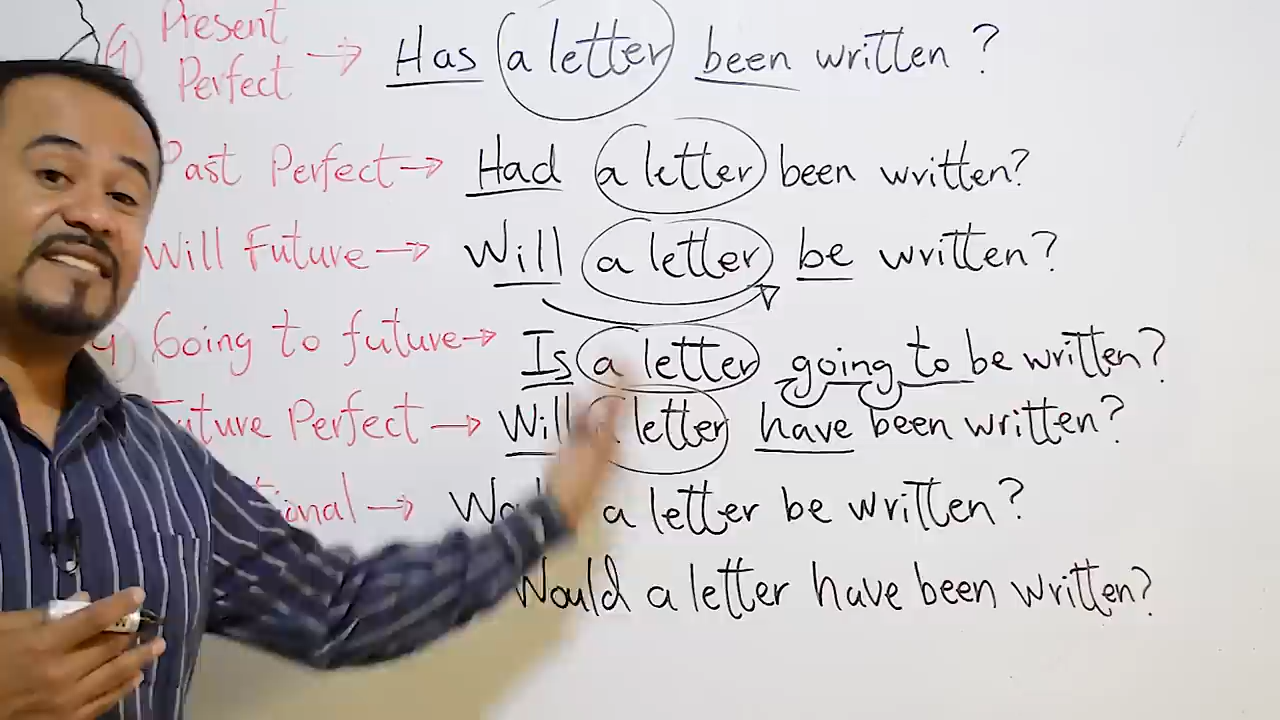 Present Perfect → Has a letter been written?
Past Perfect → Had a letter been written?
Will Future → Will a letter be written?
4) Going to future → Is a letter going to be written?
Future Perfect → Will a letter have been written?
→ a letter be written?
Would a letter have been written?